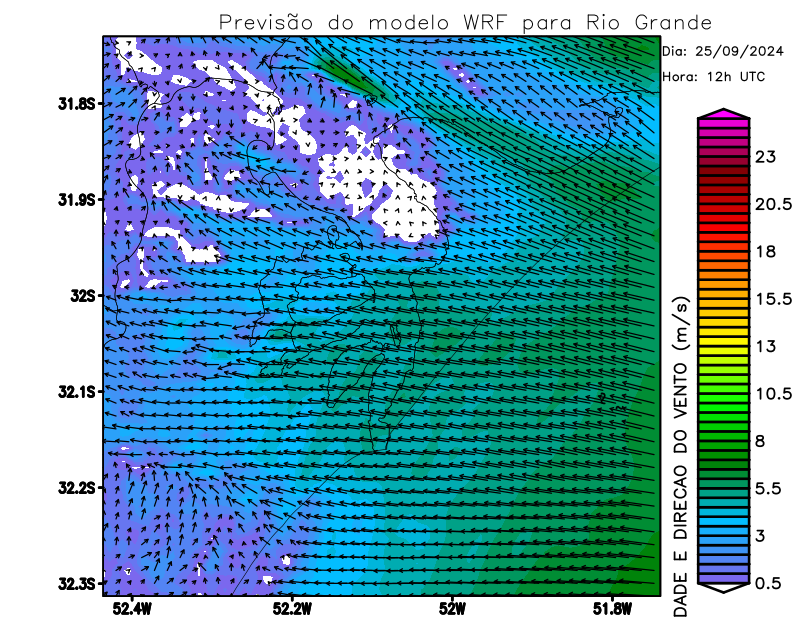 Previsão do modelo WRF para Rio Grande
Dia: 25/09/2024
Hora: 12h UTC
31.8S
31.9S
32S
32.1S
32.2S
32.3S
52.4W
52.2W
52W
51.8W
23
20.5
18
15.5
13
10.5
8
5.5
3
0.5
DADE E DIRECAO DO VENTO (m/s)